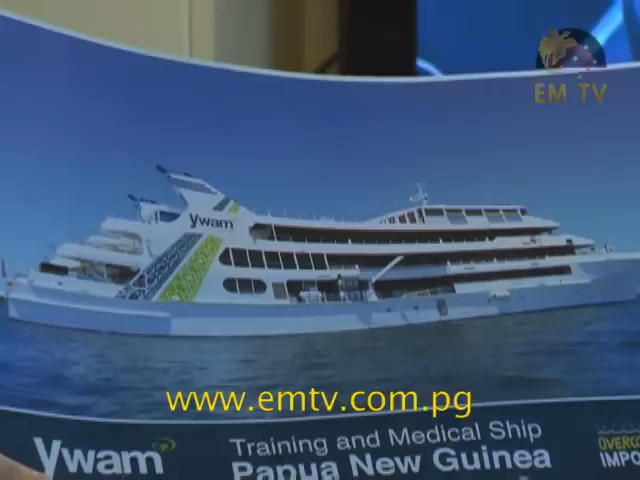 EM TV
ywam
www.emtv.com.pg
ywam
Training and Medical Ship
Papua New Guinea
OVERCO
IMPO